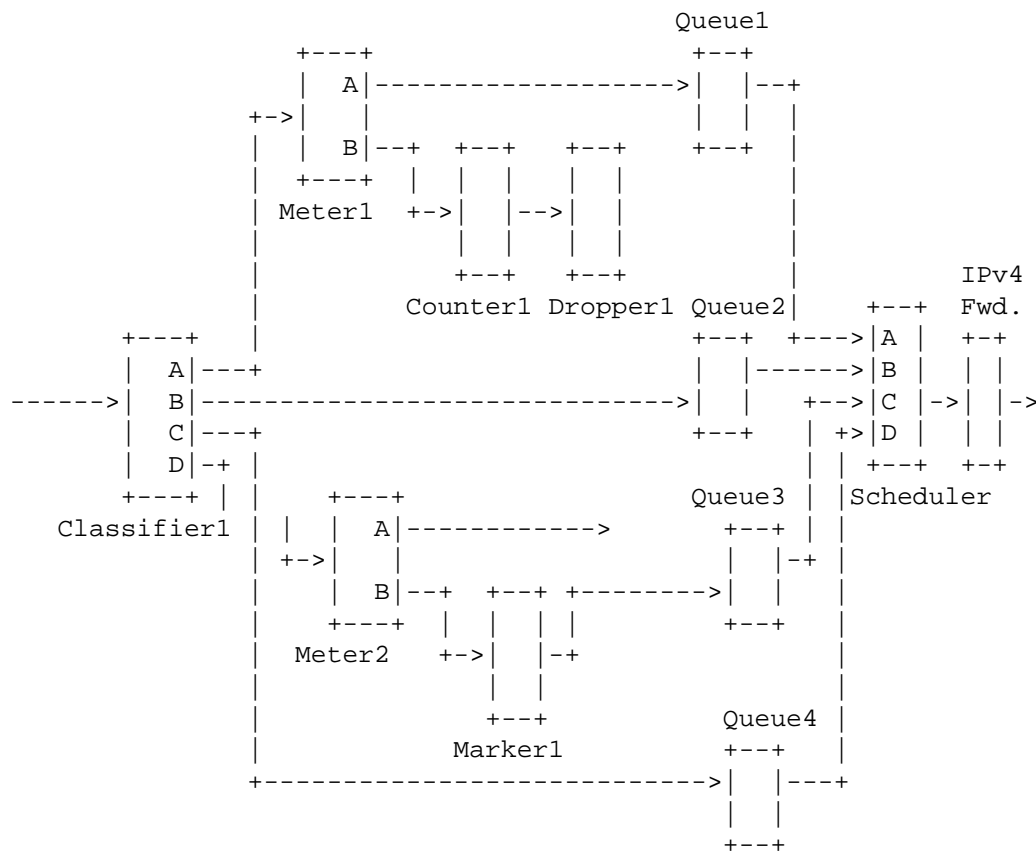 Queue1
                  +---+                    +--+
                  |  A|------------------->|  |--+
               +->|   |                    |  |  |
               |  |  B|--+  +--+   +--+    +--+  |
               |  +---+  |  |  |   |  |          |
               | Meter1  +->|  |-->|  |          |
               |            |  |   |  |          |
               |            +--+   +--+          |          IPv4
               |         Counter1 Dropper1 Queue2|    +--+  Fwd.
       +---+   |                           +--+  +--->|A |  +-+
       |  A|---+                           |  |------>|B |  | |
------>|  B|------------------------------>|  |   +-->|C |->| |->
       |  C|---+                           +--+   | +>|D |  | |
       |  D|-+ |                                  | | +--+  +-+
       +---+ | |    +---+                  Queue3 | |Scheduler
   Classifier1 | |  |  A|------------>       +--+ | |
               | +->|   |                    |  |-+ |
               |    |  B|--+  +--+ +-------->|  |   |
               |    +---+  |  |  | |         +--+   |
               |  Meter2   +->|  |-+                |
               |              |  |                  |
               |              +--+           Queue4 |
               |            Marker1          +--+   |
               +---------------------------->|  |---+
                                             |  |
                                             +--+